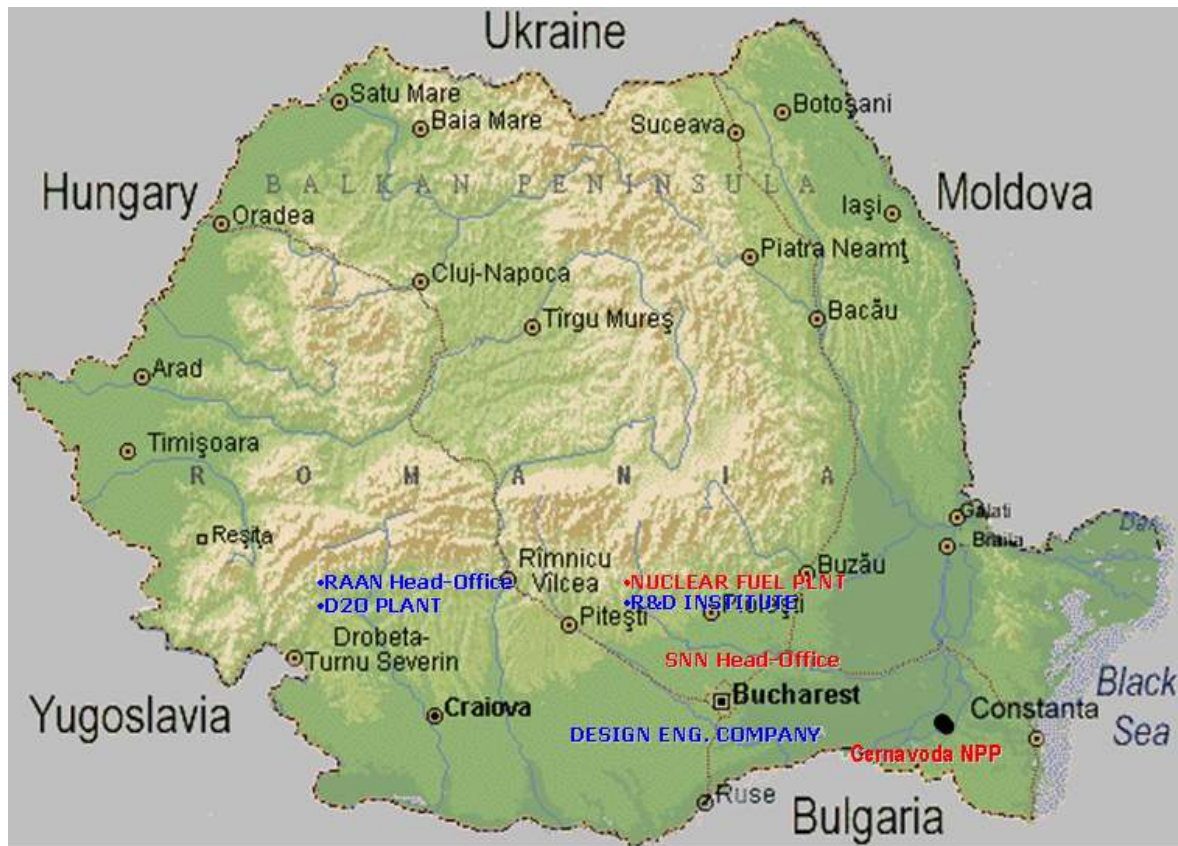 Ukraine
Satu Mare
Baia Mare
Suceava
Botoşani
Hungary
BALKAN PENINSULA
Moldova
Iaşi
Oradea
Piatra Neamţ
Cluj-Napoca
Tîrgu Mureş
Bacău
Arad
Timişoara
ROMANIA
Galati
Reşiţa
Braila
Rîmnicu
Vîlcea
Buzău
•RAAN Head-Office
•D2O PLANT
•NUCLEAR FUEL PLNT
•R&D INSTITUTE
Piteşti
Drobeta-
Turnu Severin
SNN Head-Office
Yugoslavia
Craiova
Bucharest
Black
Sea
Constanta
DESIGN ENG. COMPANY
Cernavoda NPP
Ruse
Bulgaria